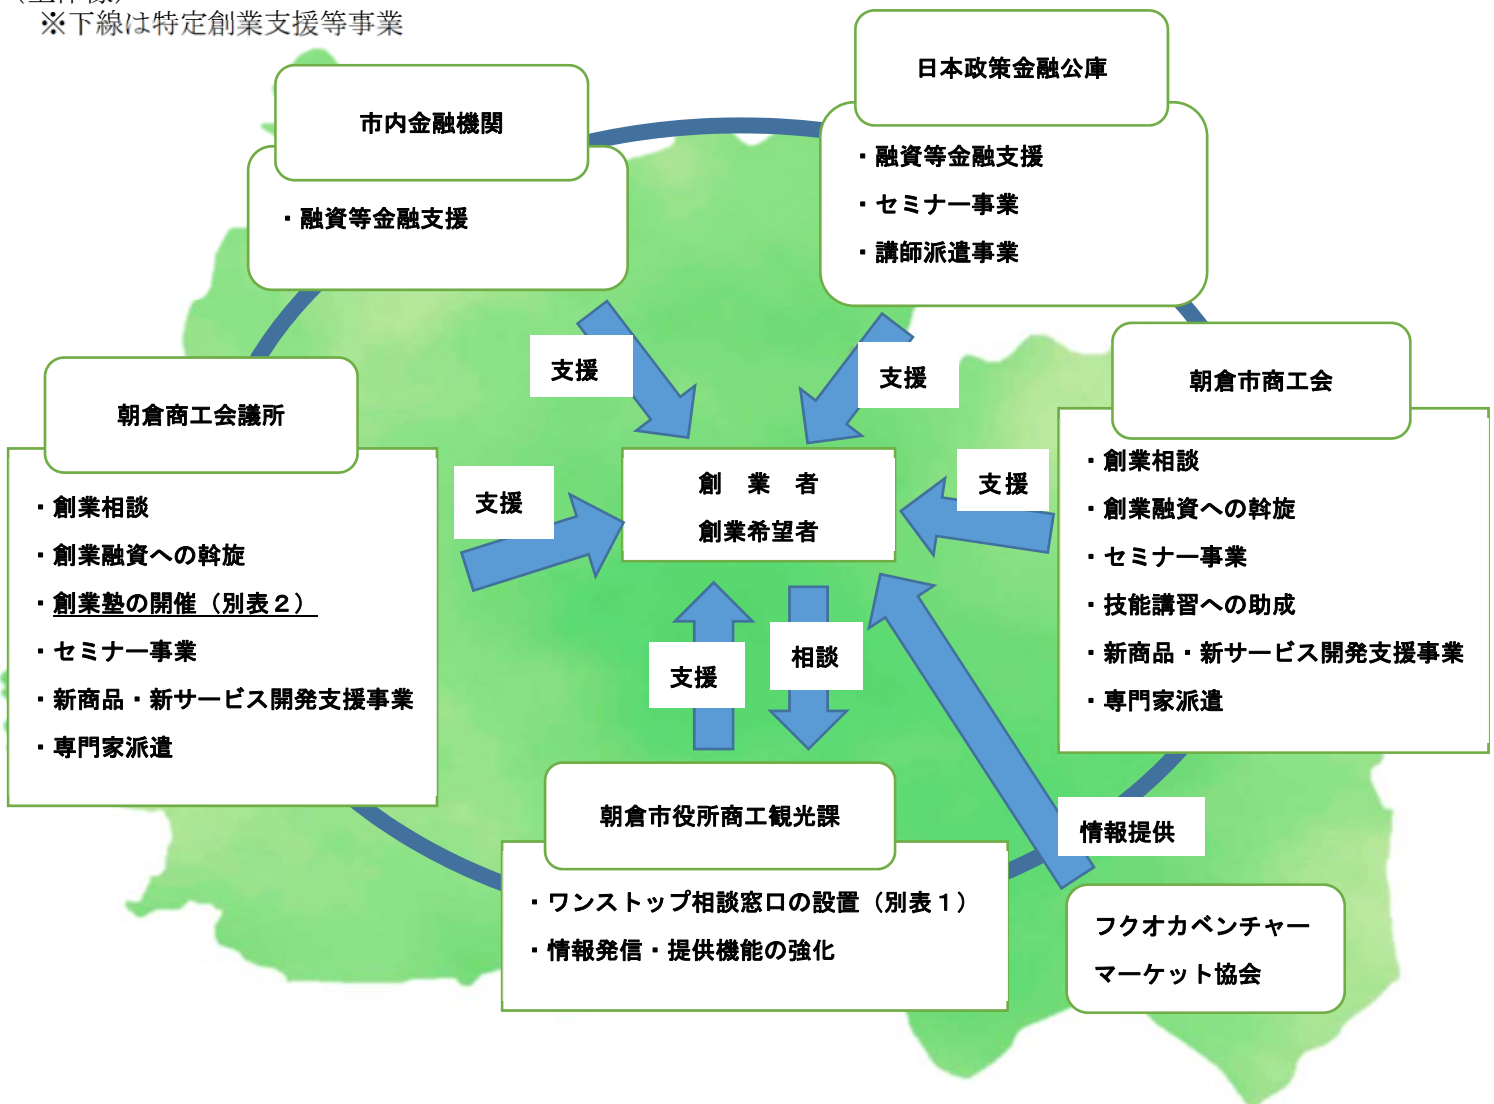 ※下線は特定創業支援等事業
日本政策金融公庫
・融資等金融支援
・セミナー事業
・講師派遣事業
市内金融機関
・融資等金融支援
支援
支援
朝倉商工会議所
・創業相談
・創業融資への斡旋
・創業塾の開催（別表２）
・セミナー事業
・新商品・新サービス開発支援事業
・専門家派遣
支援
創　業　者
創業希望者
支援
朝倉市商工会
・創業相談
・創業融資への斡旋
・セミナー事業
・技能講習への助成
・新商品・新サービス開発支援事業
・専門家派遣
支援
相談
朝倉市役所商工観光課
・ワンストップ相談窓口の設置（別表１）
・情報発信・提供機能の強化
情報提供
フクオカベンチャー
マーケット協会